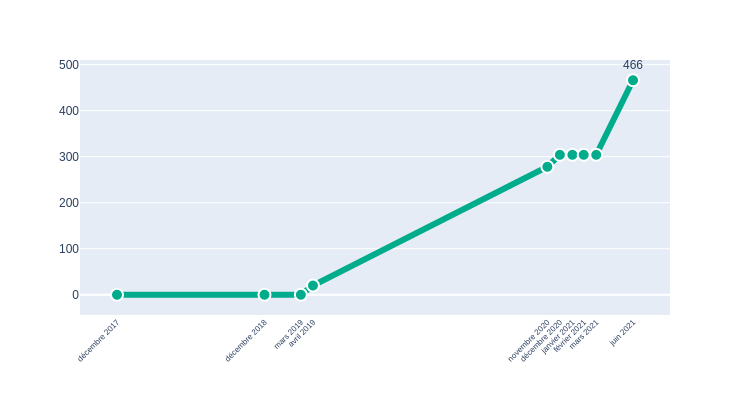 500
400
300
200
100
0
466
décembre 2017
décembre 2018
mars 2019
avril 2019
novembre 2020
décembre 2020
janvier 2021
février 2021
mars 2021
juin 2021